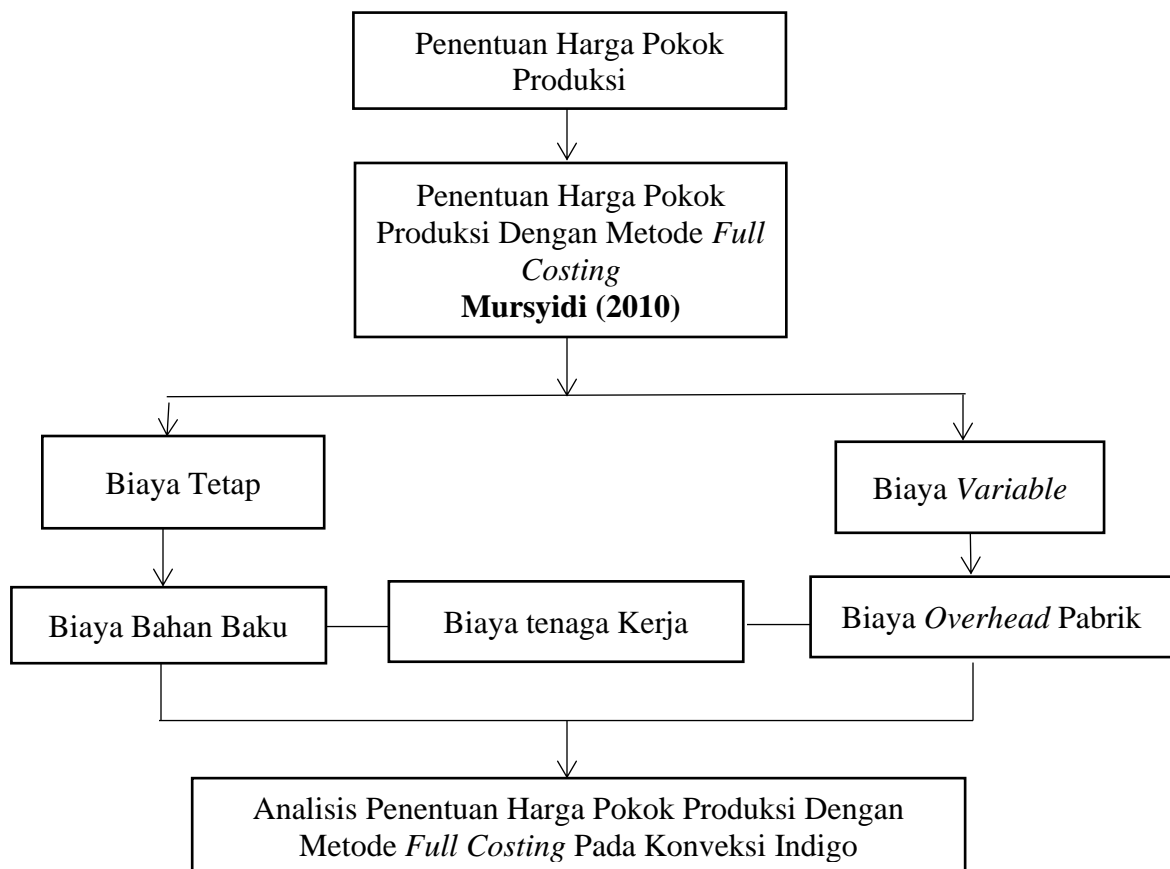 Penentuan Harga Pokok
Produksi
Penentuan Harga Pokok
Produksi Dengan Metode Full
Costing
Mursyidi (2010)
Biaya Tetap
Biaya Variable
Biaya Bahan Baku
Biaya tenaga Kerja
Biaya Overhead Pabrik
Analisis Penentuan Harga Pokok Produksi Dengan
Metode Full Costing Pada Konveksi Indigo